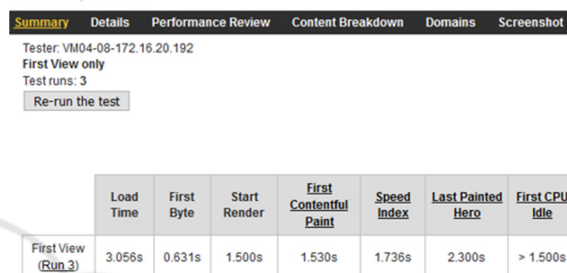 Summary Details Performance Review Content Breakdown Domains Screenshot
Tester: VM04-08-172.16.20.192
First View only
Test runs: 3
Re-run the test
Load Time First Byte Start Render First Contentful Paint Speed Index Last Painted Hero First CPU Idle
First View (Run 3) 3.056s 0.631s 1.500s 1.530s 1.736s 2.300s > 1.500s